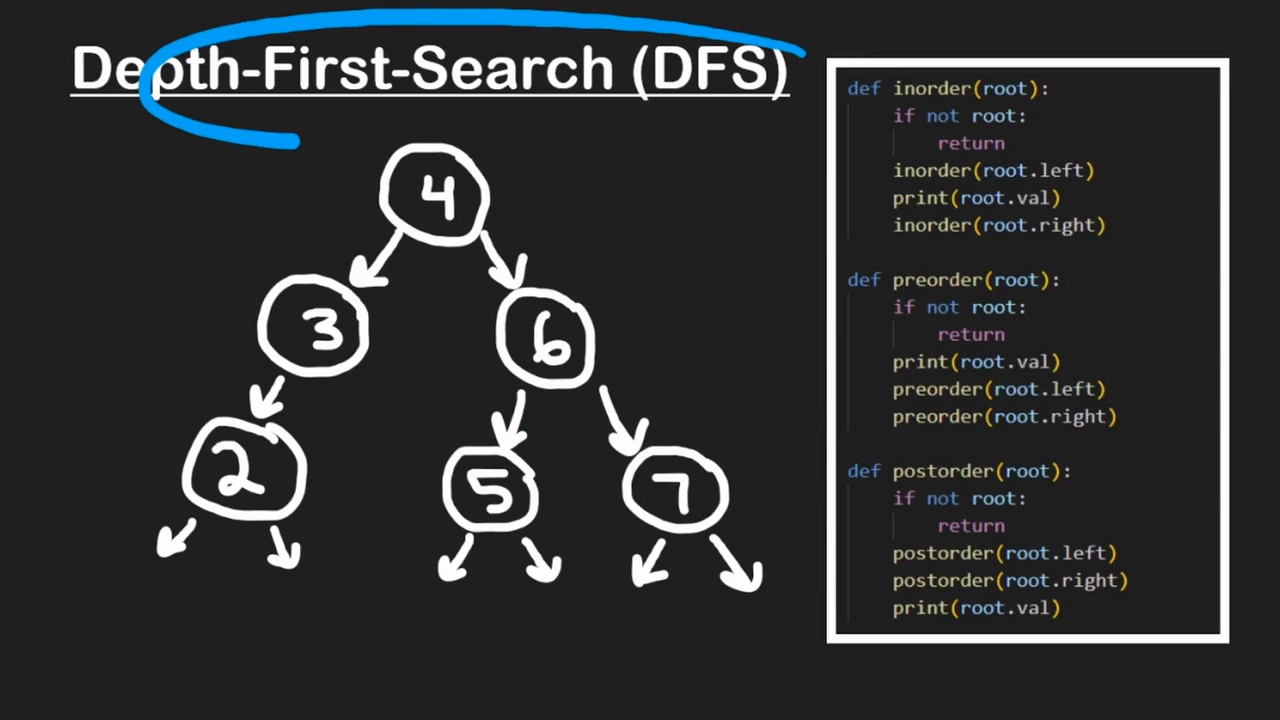 Depth-First-Search (DFS)
4
3
6
2
5
7
def inorder(root):
    if not root:
        return
    inorder(root.left)
    print(root.val)
    inorder(root.right)
def preorder(root):
    if not root:
        return
    print(root.val)
    preorder(root.left)
    preorder(root.right)
def postorder(root):
    if not root:
        return
    postorder(root.left)
    postorder(root.right)
    print(root.val)